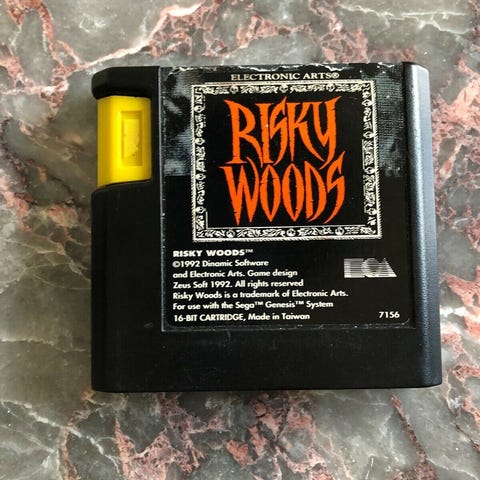 ELECTRONIC ARTS®
RISKY
WOODS
RISKY WOODS™
©1992 Dinamic Software
and Electronic Arts. Game design
Zeus Soft 1992. All rights reserved
Risky Woods is a trademark of Electronic Arts.
For use with the Sega™ Genesis™ System
16-BIT CARTRIDGE, Made in Taiwan
EA
7156